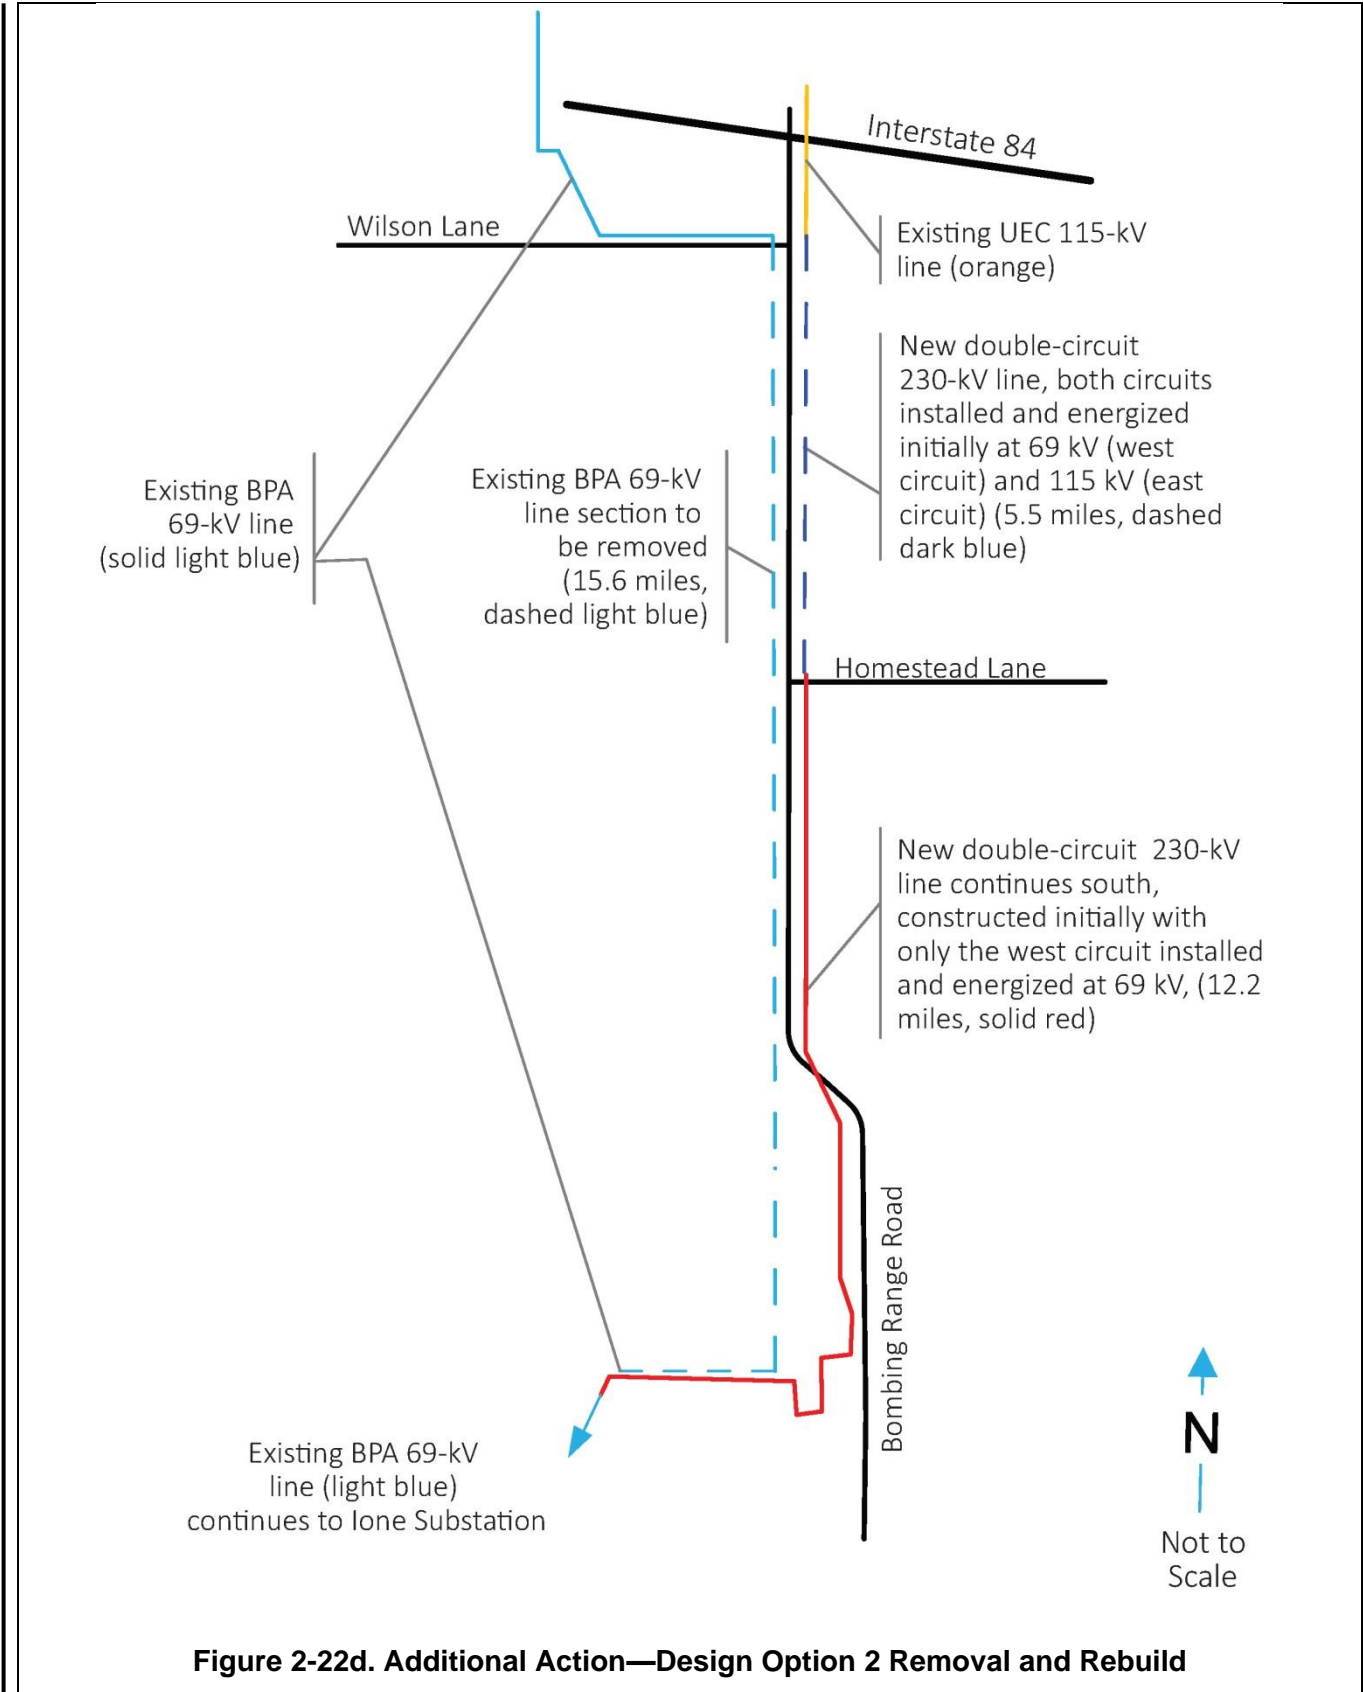 Interstate 84
Wilson Lane
Existing UEC 115-kV
line (orange)
New double-circuit
230-kV line, both circuits
installed and energized
initially at 69 kV (west
circuit) and 115 kV (east
circuit) (5.5 miles, dashed
dark blue)
Existing BPA
69-kV line
(solid light blue)
Existing BPA 69-kV
line section to
be removed
(15.6 miles,
dashed light blue)
Homestead Lane
New double-circuit  230-kV
line continues south,
constructed initially with
only the west circuit installed
and energized at 69 kV, (12.2
miles, solid red)
Bombing Range Road
Existing BPA 69-kV
line (light blue)
continues to Ione Substation
N
Not to
Scale
Figure 2-22d. Additional Action—Design Option 2 Removal and Rebuild